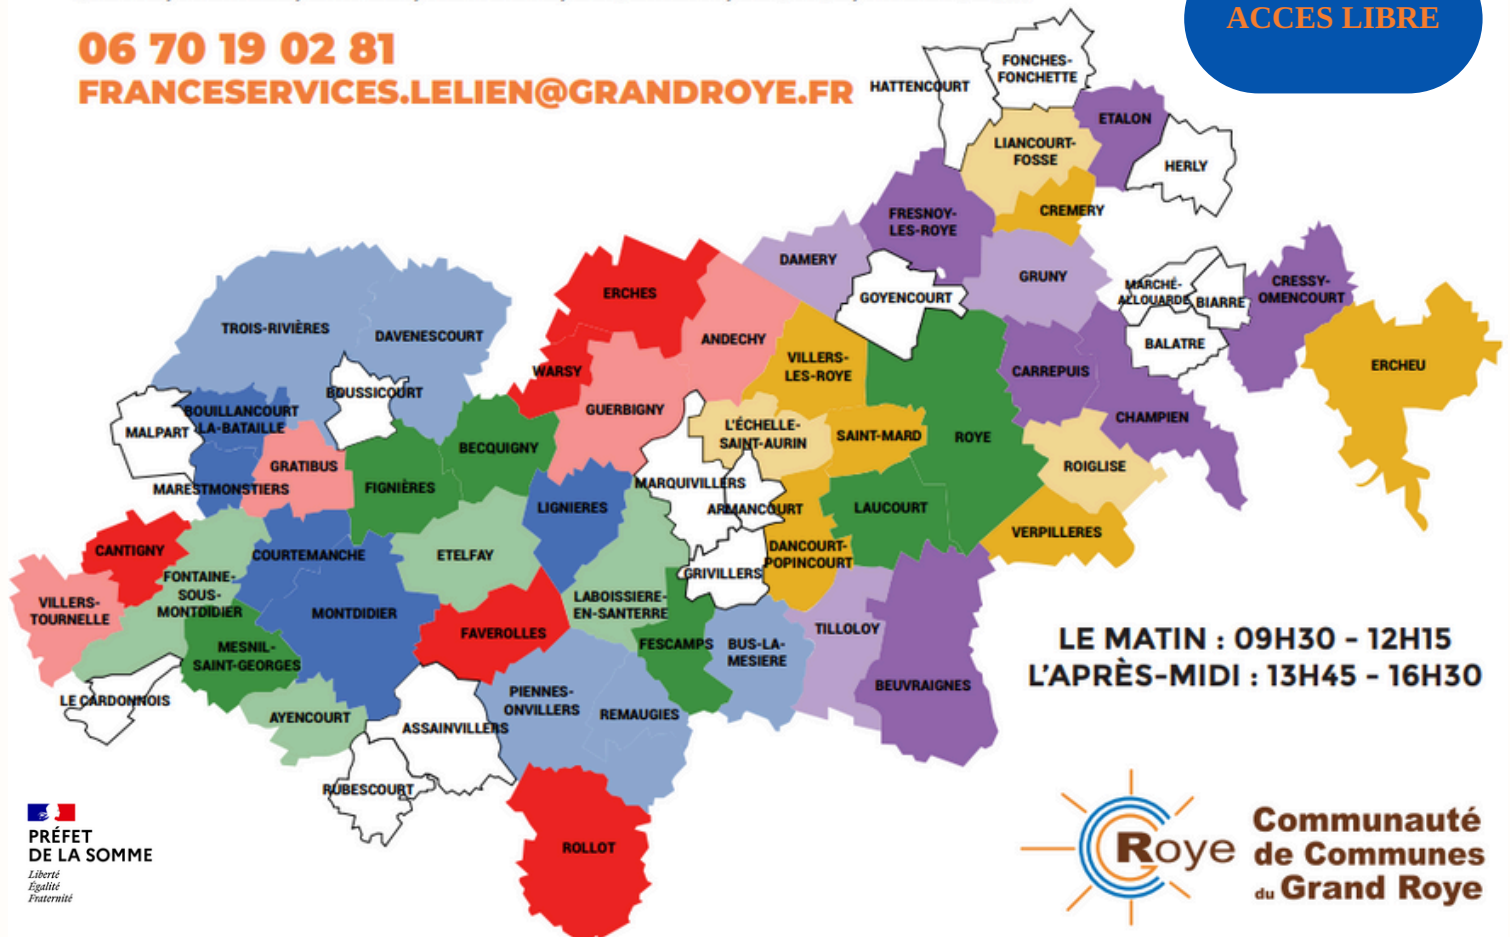 ACCES LIBRE
06 70 19 02 81
FRANCESERVICES.LELIEN@GRANDROYE.FR
HATTENCOURT
FONCHES-
FONCHETTE
ETALON
LIANCOURT-
FOSSE
HERLY
CREMERY
FRESNOY-
LES-ROYE
DAMERY
GRUNY
GOYENCOURT
MARCHÉ-
ALLOUARDE
BIARRE
CRESSY-
OMENCOURT
BALATRE
ERCHEU
ERCHES
TROIS-RIVIÈRES
DAVENESCOURT
ANDECHY
VILLERS-
LES-ROYE
CARREPUIS
WARSY
BOUSSICOURT
GUERBIGNY
CHAMPIEN
BOUILLANCOURT
-LA-BATAILLE
MALPART
L'ÉCHELLE-
SAINT-AURIN
SAINT-MARD
ROYE
BECQUIGNY
GRATIBUS
ROIGLISE
MARESTMONSTIERS
FIGNIÈRES
MARQUIVILLERS
LIGNIERES
ARMANCOURT
LAUCOURT
VERPILLERES
CANTIGNY
COURTEMANCHE
ETELFAY
DANCOURT-
POPINCOURT
GRIVILLERS
FONTAINE-
SOUS-
MONTDIDIER
VILLERS-
TOURNELLE
MONTDIDIER
LABOISSIERE-
EN-SANTERRE
FAVEROLLES
TILLOLOY
MESNIL-
SAINT-GEORGES
FESCAMPS
BUS-LA-
MESIERE
BEUVRAIGNES
LE CARDONNOIS
PIENNES-
ONVILLERS
REMAUGIES
AYENCOURT
ASSAINVILLERS
RUBESCOURT
ROLLOT
LE MATIN : 09H30 - 12H15
L'APRÈS-MIDI : 13H45 - 16H30
PRÉFET
DE LA SOMME
Liberté
Égalité
Fraternité
Roye
Communauté
de Communes
du Grand Roye